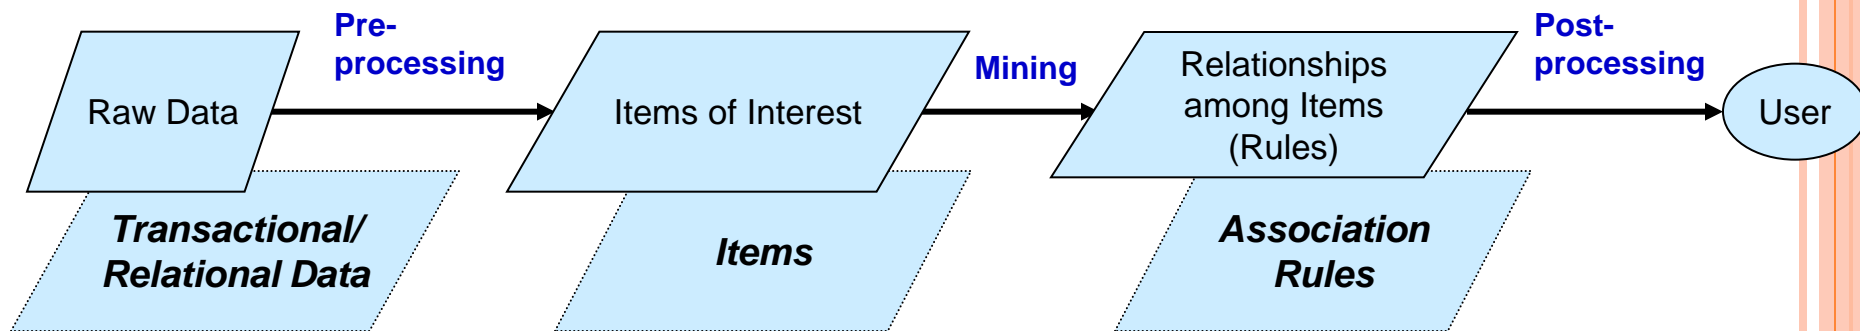 Pre-
processing
Post-
processing
Mining
Raw Data
Items of Interest
Relationships
among Items
(Rules)
User
Transactional/
Relational Data
Items
Association
Rules